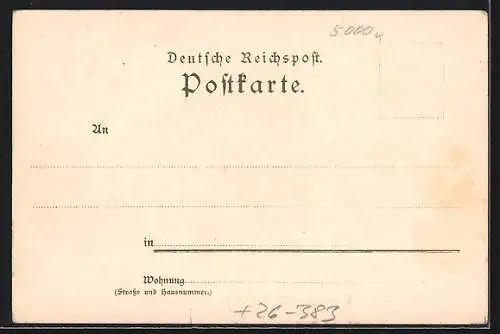 5000
Deutsche Reichspost.
Postkarte.
An
in
Wohnung
(Straße und Hausnummer.)
+26-383